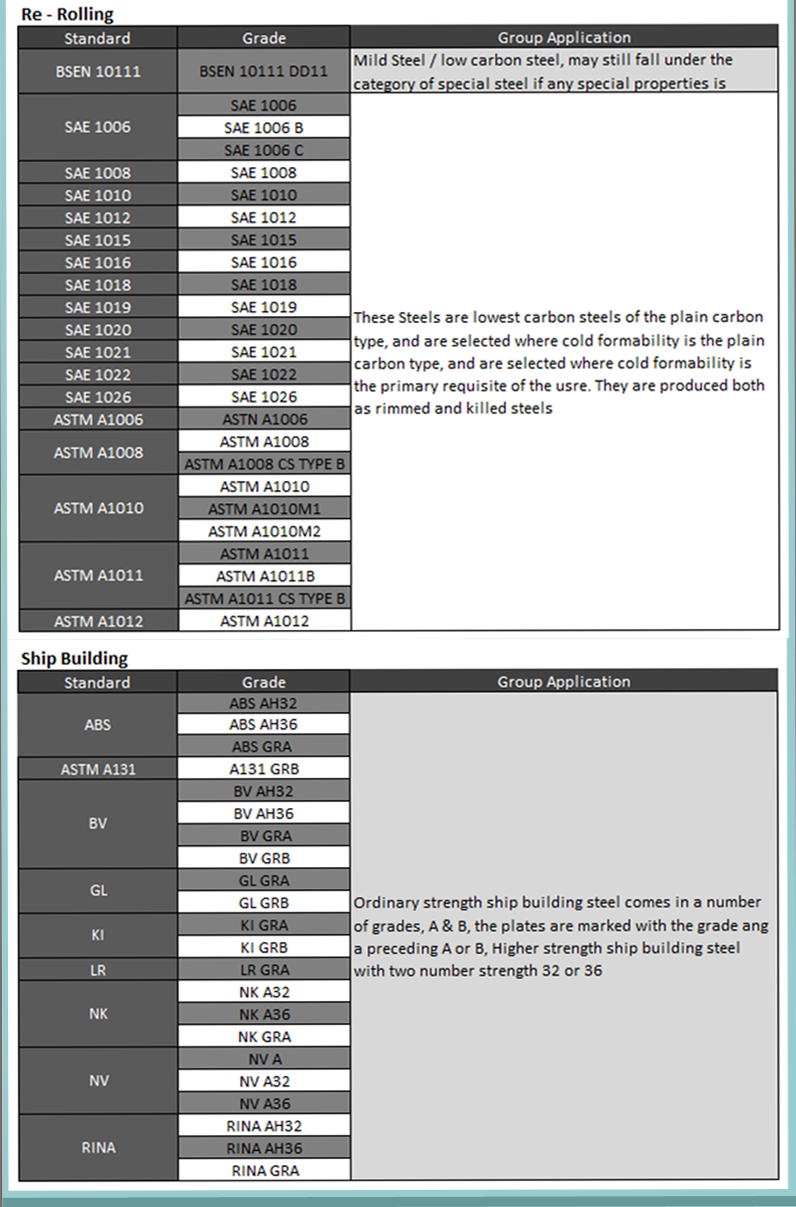 Re - Rolling
Standard Grade Group Application
BSEN 10111 BSEN 10111 DD11 Mild Steel / low carbon steel, may still fall under the
category of special steel if any special properties is
SAE 1006 SAE 1006
SAE 1006 B
SAE 1006 C
SAE 1008 SAE 1008
SAE 1010 SAE 1010
SAE 1012 SAE 1012
SAE 1015 SAE 1015
SAE 1016 SAE 1016
SAE 1018 SAE 1018
SAE 1019 SAE 1019
SAE 1020 SAE 1020
SAE 1021 SAE 1021
SAE 1022 SAE 1022
SAE 1026 SAE 1026
ASTM A1006 ASTN A1006
ASTM A1008 ASTM A1008
ASTM A1008 CS TYPE B
ASTM A1010 ASTM A1010
ASTM A1010M1
ASTM A1010M2
ASTM A1011 ASTM A1011
ASTM A1011B
ASTM A1011 CS TYPE B
ASTM A1012 ASTM A1012
These Steels are lowest carbon steels of the plain carbon
type, and are selected where cold formability is the plain
carbon type, and are selected where cold formability is
the primary requisite of the usre. They are produced both
as rimmed and killed steels
Ship Building
Standard Grade Group Application
ABS ABS AH32
ABS AH36
ABS GRA
ASTM A131 A131 GRB
BV BV AH32
BV AH36
BV GRA
BV GRB
GL GL GRA
GL GRB
KI KI GRA
KI GRB
LR LR GRA
NK NK A32
NK A36
NK GRA
NV NV A
NV A32
NV A36
RINA RINA AH32
RINA AH36
RINA GRA
Ordinary strength ship building steel comes in a number
of grades, A & B, the plates are marked with the grade ang
a preceding A or B, Higher strength ship building steel
with two number strength 32 or 36